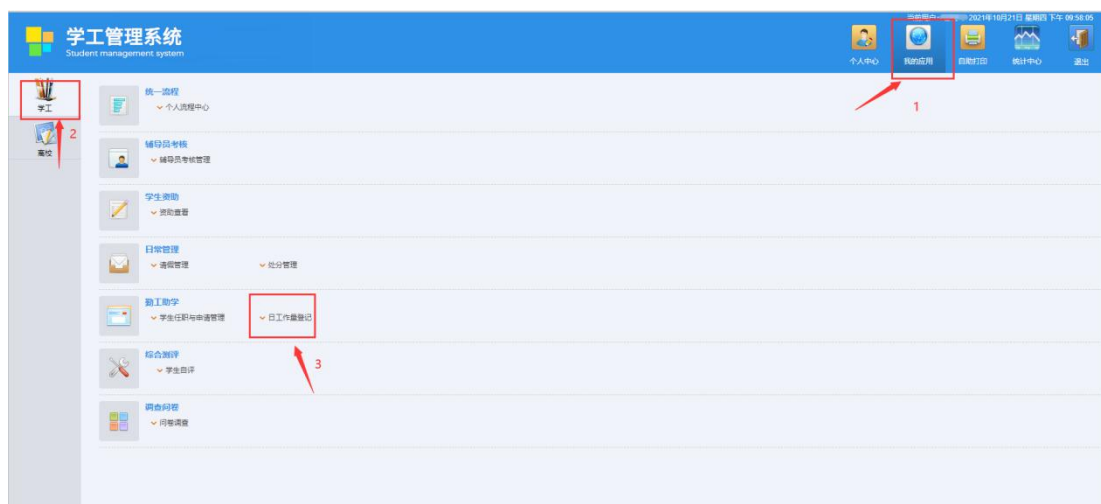 当前用户: 2021年10月21日 星期四 下午 09:58:05
学工管理系统
Student management system
个人中心 我的应用 自助打印 统计中心 退出
1
学工
2
高校
统一流程
个人流程中心
辅导员考核
辅导员考核管理
学生资助
资助查看
日常管理
请假管理 处分管理
勤工助学
学生任职与申请管理 日工作量登记
3
综合测评
学生自评
调查问卷
问卷调查